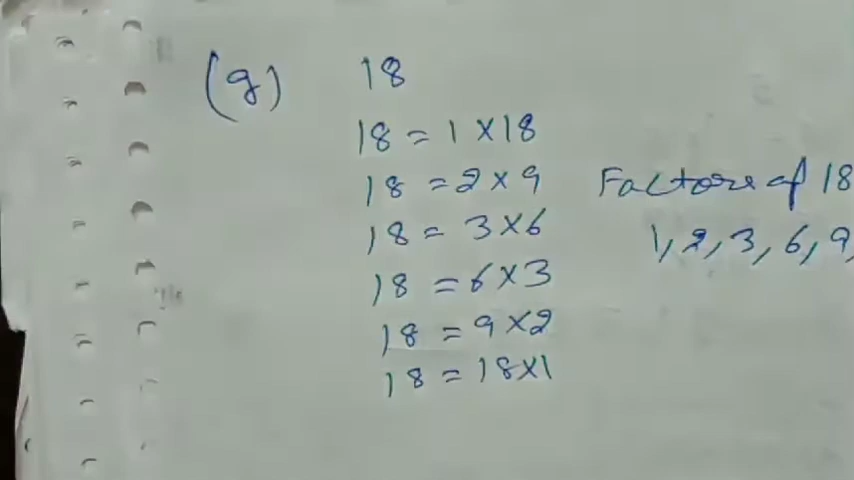 (g) 18
18 = 1 x 18
18 = 2 x 9
18 = 3 x 6
18 = 6 x 3
18 = 9 x 2
18 = 18 x 1
Factors of 18
1, 2, 3, 6, 9,